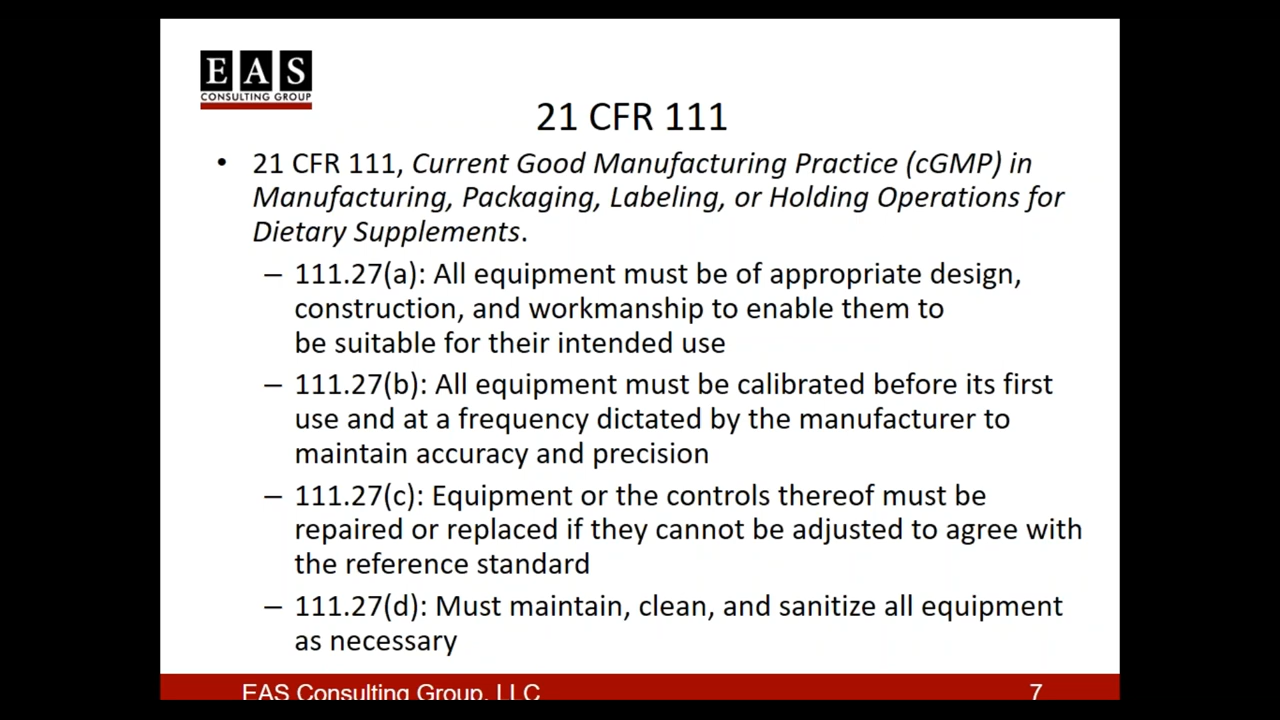 EAS
CONSULTING GROUP
21 CFR 111
• 21 CFR 111, Current Good Manufacturing Practice (cGMP) in
Manufacturing, Packaging, Labeling, or Holding Operations for
Dietary Supplements.
– 111.27(a): All equipment must be of appropriate design,
construction, and workmanship to enable them to
be suitable for their intended use
– 111.27(b): All equipment must be calibrated before its first
use and at a frequency dictated by the manufacturer to
maintain accuracy and precision
– 111.27(c): Equipment or the controls thereof must be
repaired or replaced if they cannot be adjusted to agree with
the reference standard
– 111.27(d): Must maintain, clean, and sanitize all equipment
as necessary
EAS Consulting Group, LLC 7